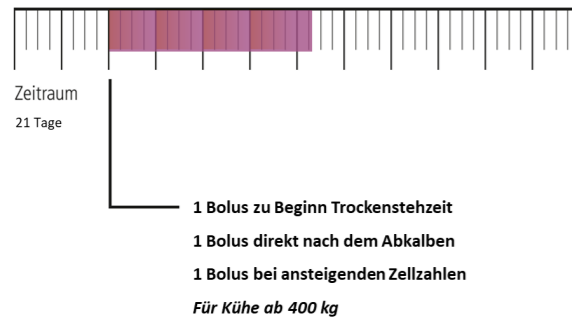 Zeitraum
21 Tage
1 Bolus zu Beginn Trockenstehzeit
1 Bolus direkt nach dem Abkalben
1 Bolus bei ansteigenden Zellzahlen
Für Kühe ab 400 kg